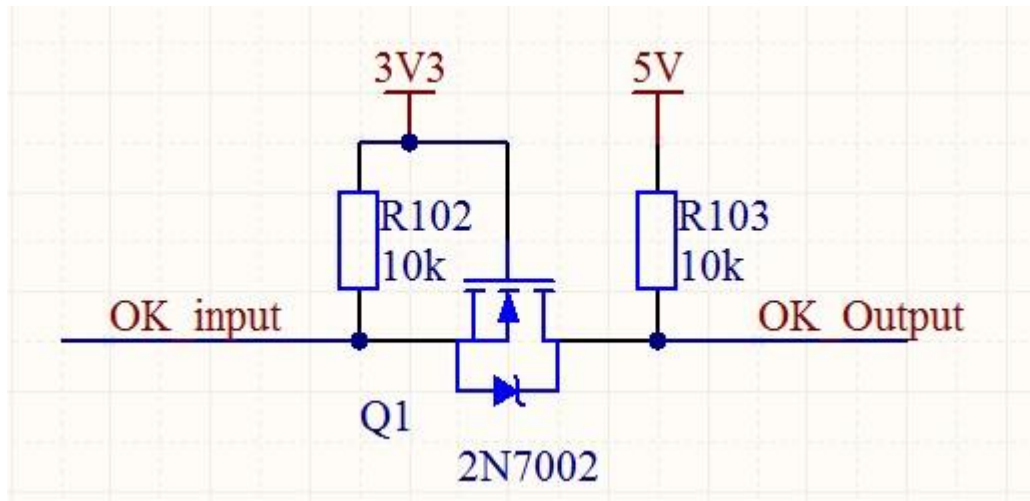 3V3 5V
R102 R103
10k 10k
OK_input OK_Output
Q1
2N7002